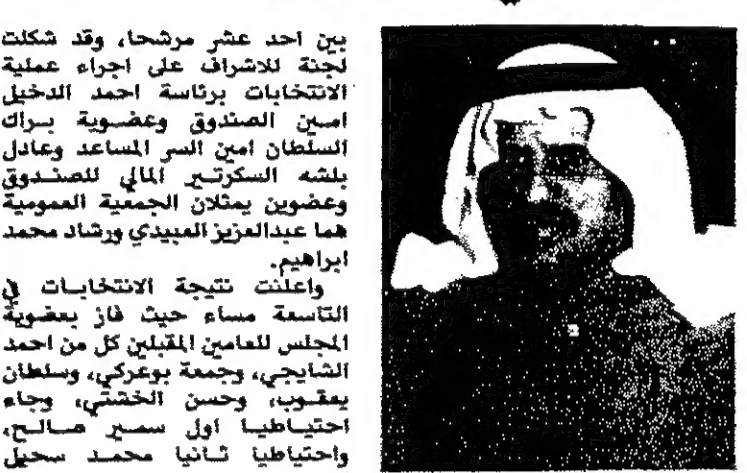 بين احد عشر مرشحا، وقد شكلت
لجنة للاشراف على اجراء عملية
الانتخابات برئاسة احمد الدخيل
امين الصندوق وعضوية براك
السلطان امين السر المساعد وعادل
بلشه السكرتير المالي للصندوق
وعضوين يمثلان الجمعية العمومية
هما عبدالعزيز العبيدي ورشاد محمد
ابراهيم.
واعلنت نتيجة الانتخابات في
التاسعة مساء حيث فاز بعضوية
المجلس للعامين المقبلين كل من احمد
الشايجي، وجمعة بوعركي، وسلطان
يعقوب، وحسن الخشتي، وجاء
احتياطيا اول سمير صالح،
واحتياطيا ثانيا محمد سحيل